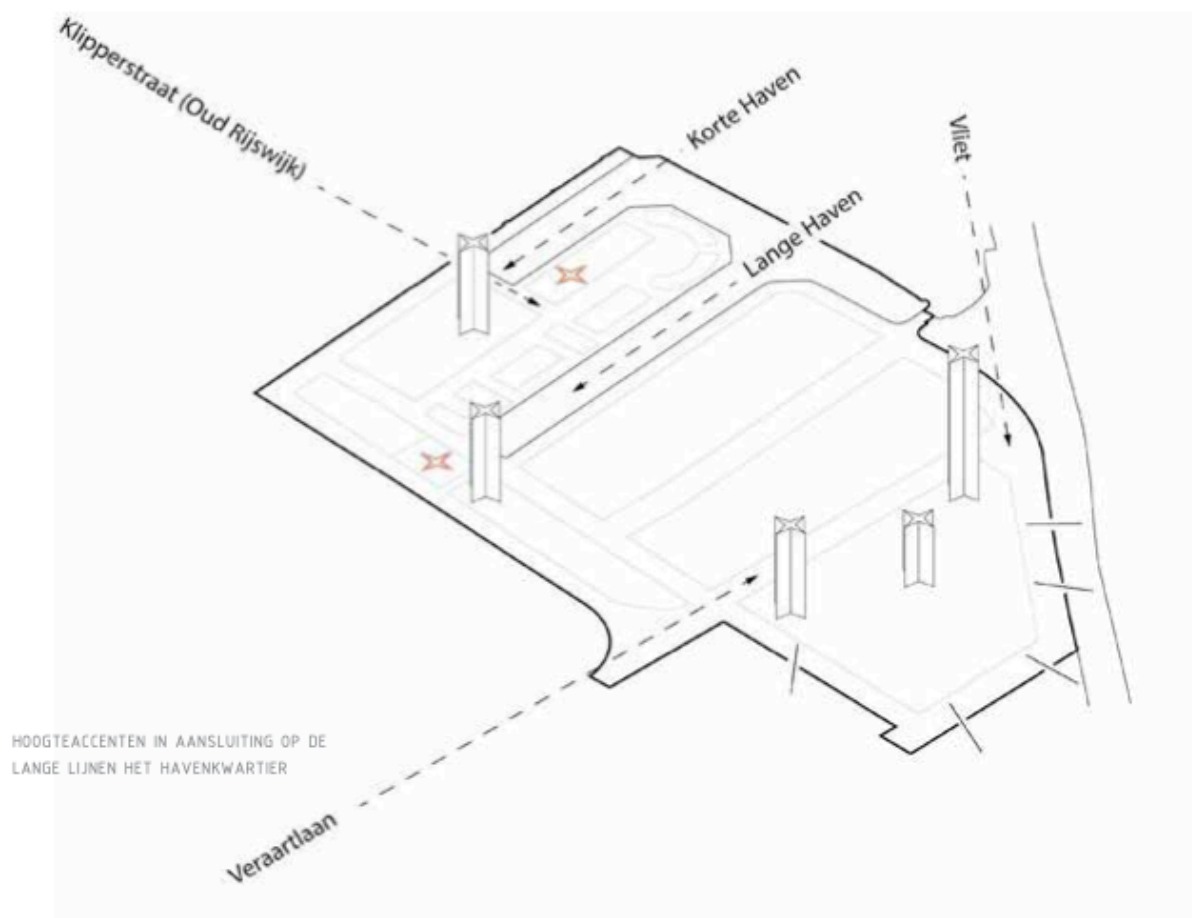 Klipperstraat (Oud Rijswijk)
Korte Haven
Vliet
Lange Haven
HOOGTEACCENTEN IN AANSLUITING OP DE
LANGE LIJNEN HET HAVENKWARTIER
Veraartlaan